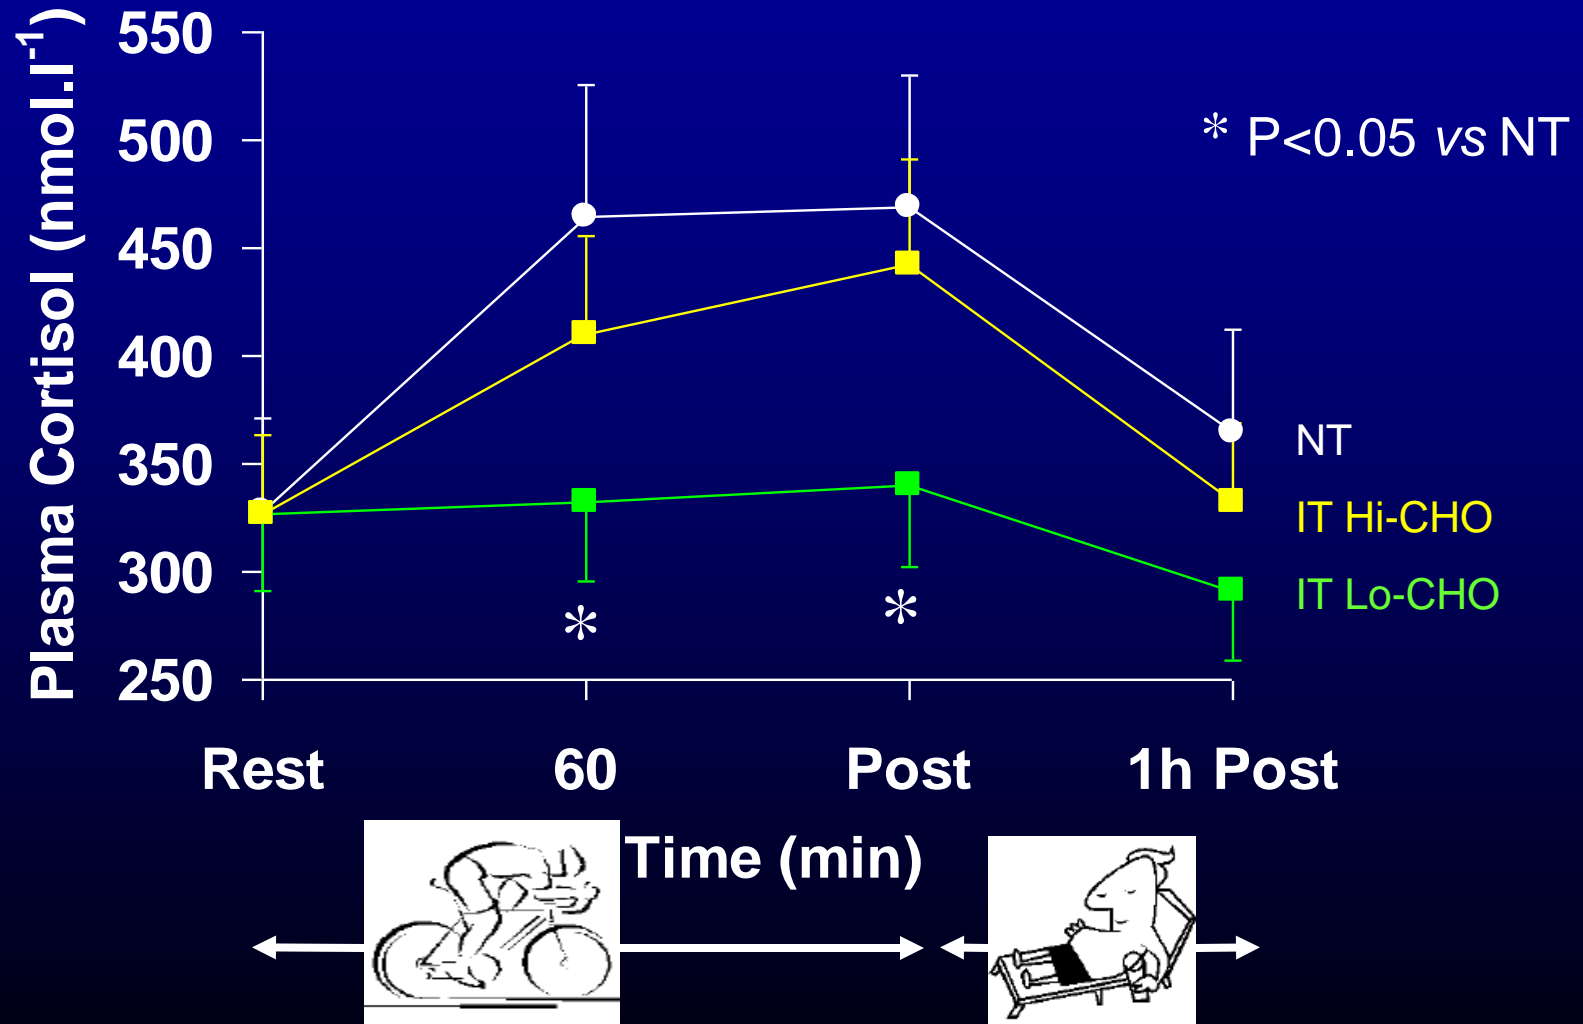 Plasma Cortisol (nmol.l⁻¹)
550
500
450
400
350
300
250
* P<0.05 vs NT
NT
IT Hi-CHO
IT Lo-CHO
*
*
Rest 60 Post 1h Post
Time (min)